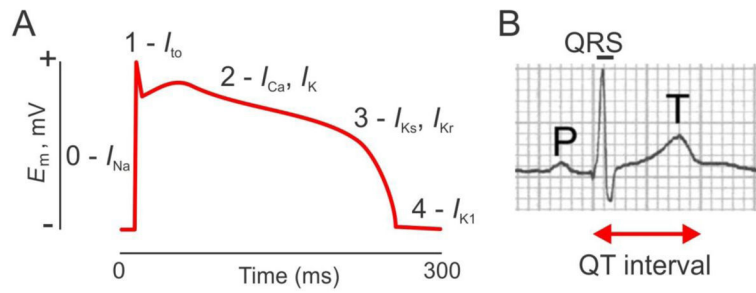 A
1 - Ito
+
2 - ICa, IK
3 - IKs, IKr
Em, mV
0 - INa
4 - IK1
-
0
Time (ms)
300
B
QRS
P
T
QT interval